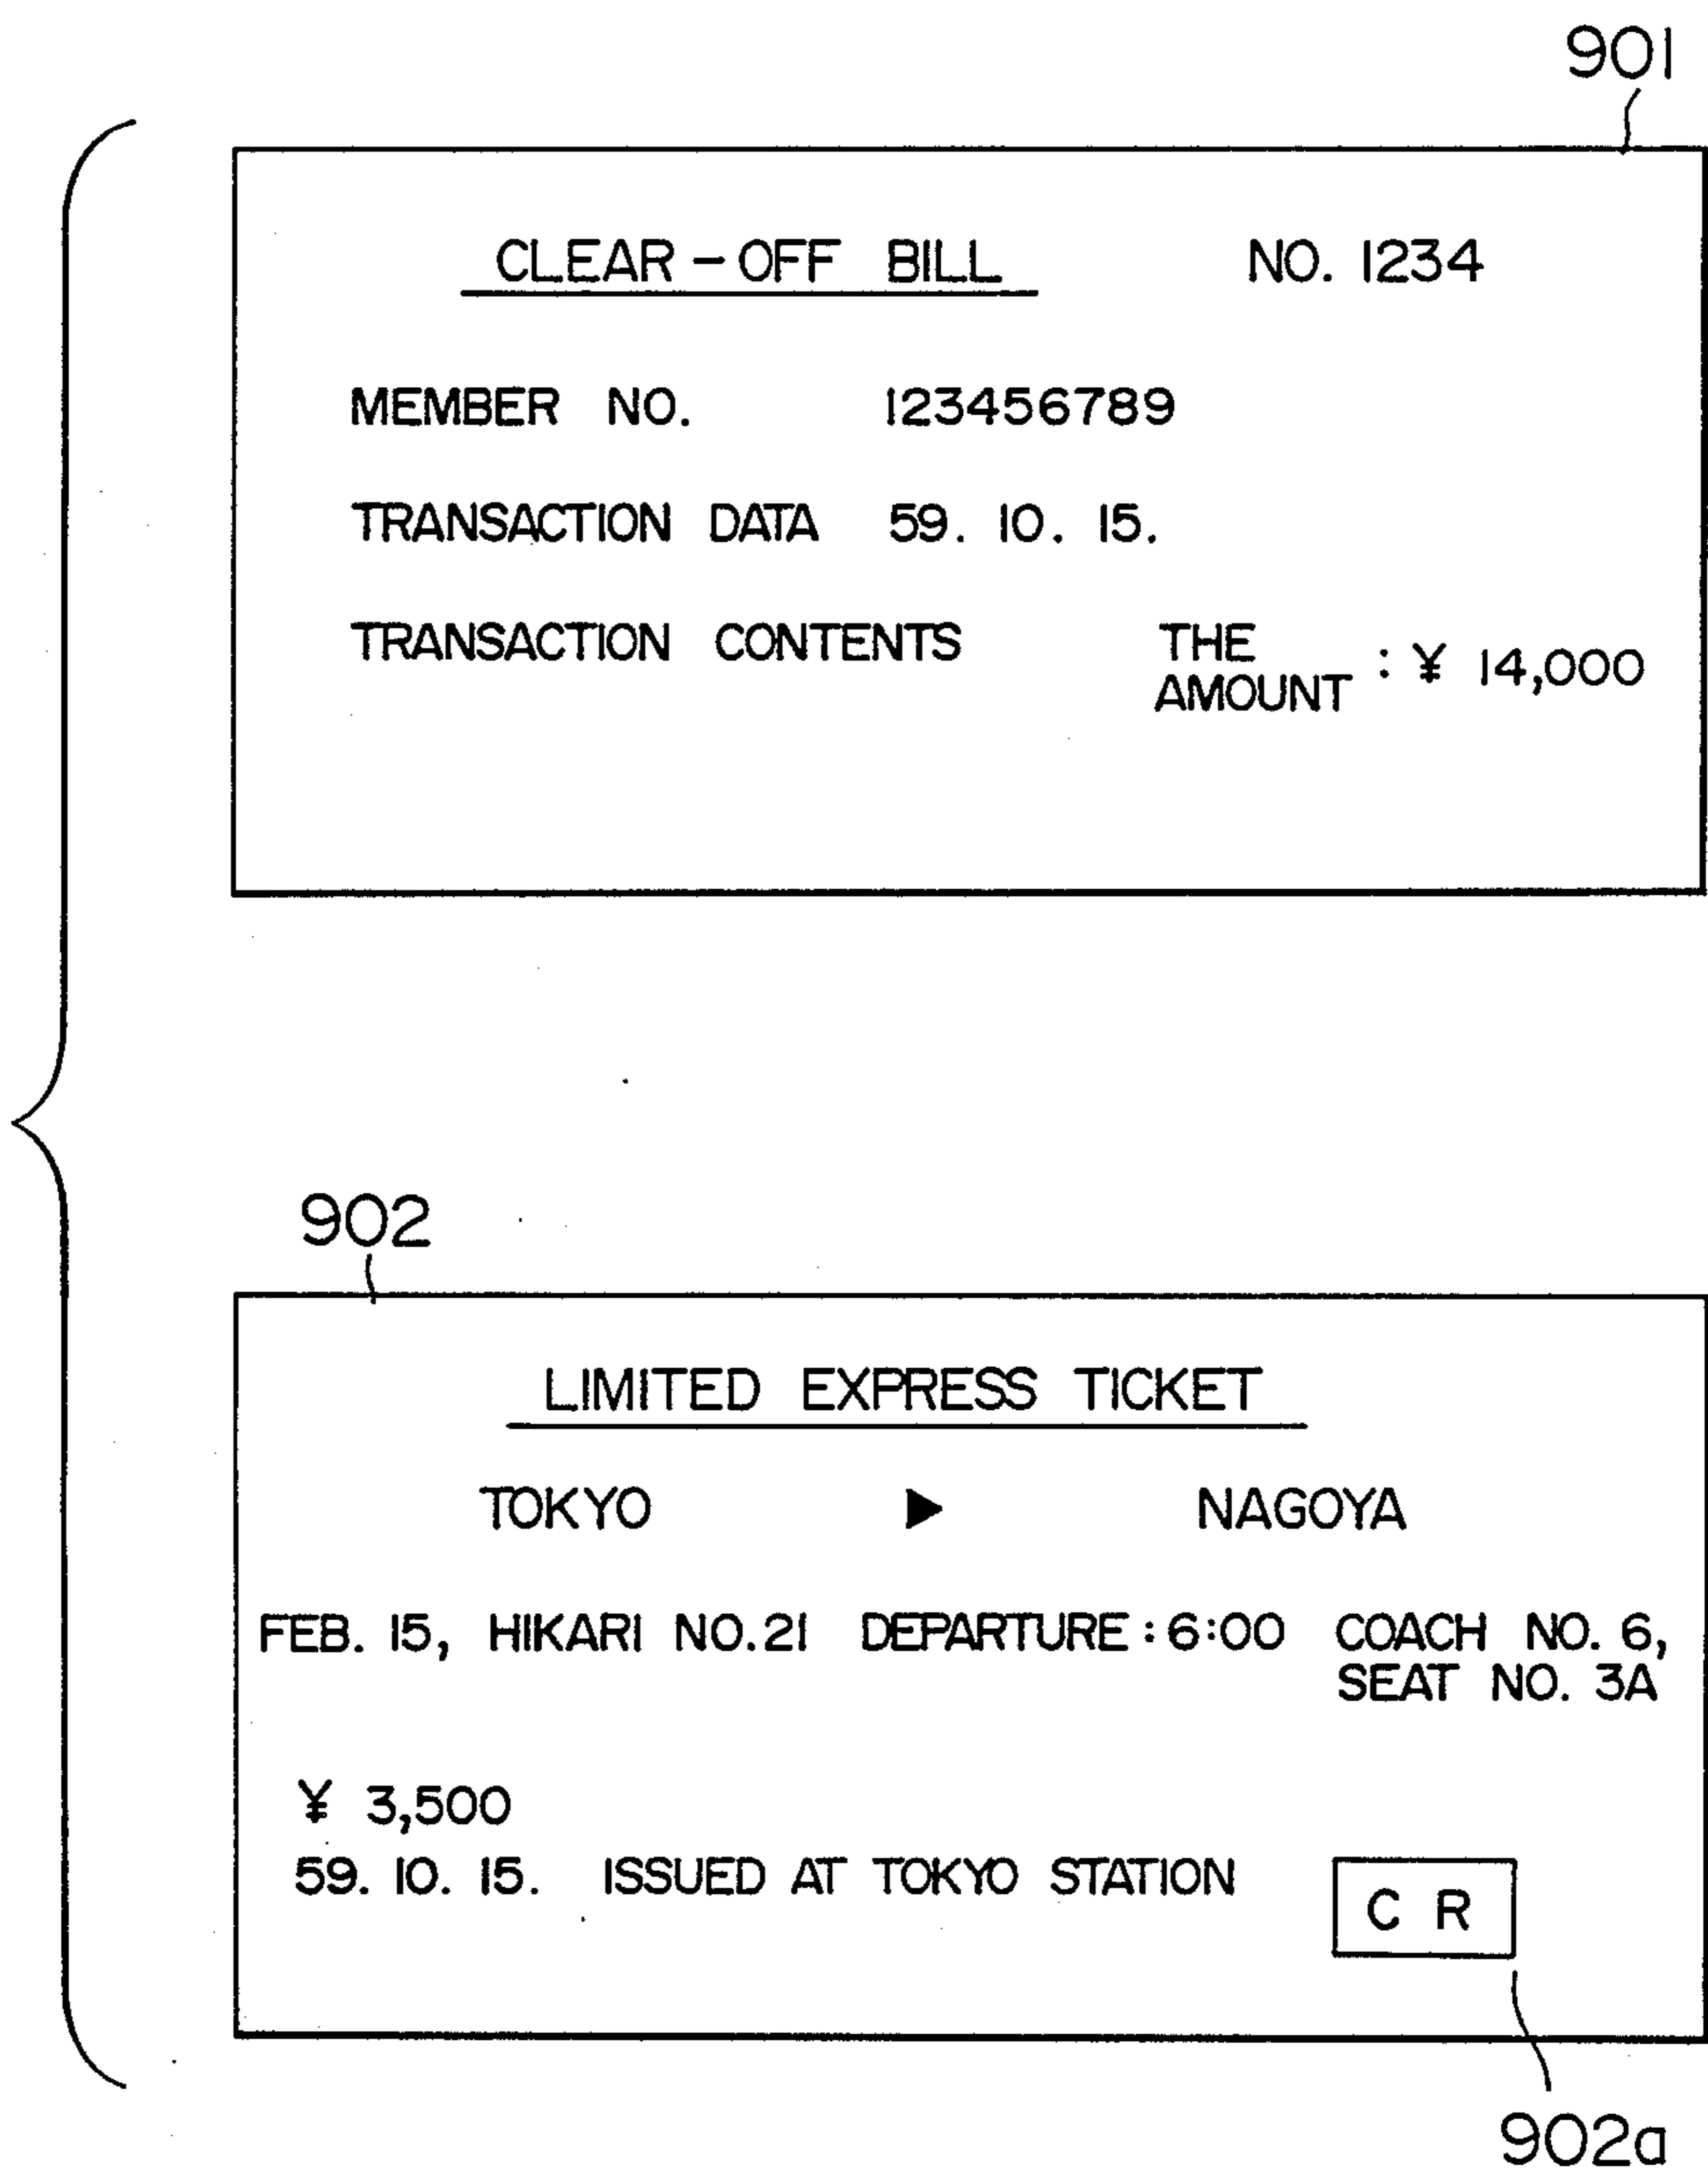 901
CLEAR-OFF BILL NO. 1234
MEMBER NO. 123456789
TRANSACTION DATA 59. 10. 15.
TRANSACTION CONTENTS THE AMOUNT : ¥ 14,000
902
LIMITED EXPRESS TICKET
TOKYO ▶ NAGOYA
FEB. 15, HIKARI NO.21 DEPARTURE : 6:00 COACH NO. 6,
SEAT NO. 3A
¥ 3,500
59. 10. 15. ISSUED AT TOKYO STATION
C R
902a